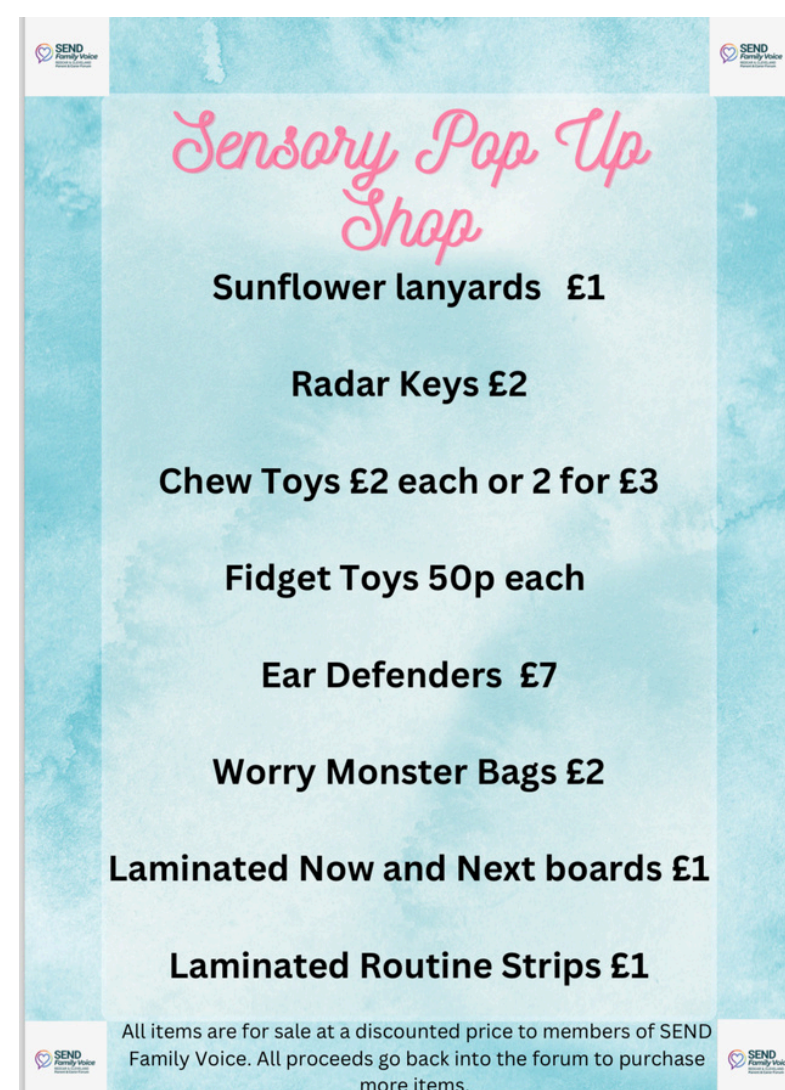 SEND
Family Voice
SEND
Family Voice
Sensory Pop Up
Shop
Sunflower lanyards £1
Radar Keys £2
Chew Toys £2 each or 2 for £3
Fidget Toys 50p each
Ear Defenders £7
Worry Monster Bags £2
Laminated Now and Next boards £1
Laminated Routine Strips £1
All items are for sale at a discounted price to members of SEND
Family Voice. All proceeds go back into the forum to purchase
more items.
SEND
Family Voice
SEND
Family Voice